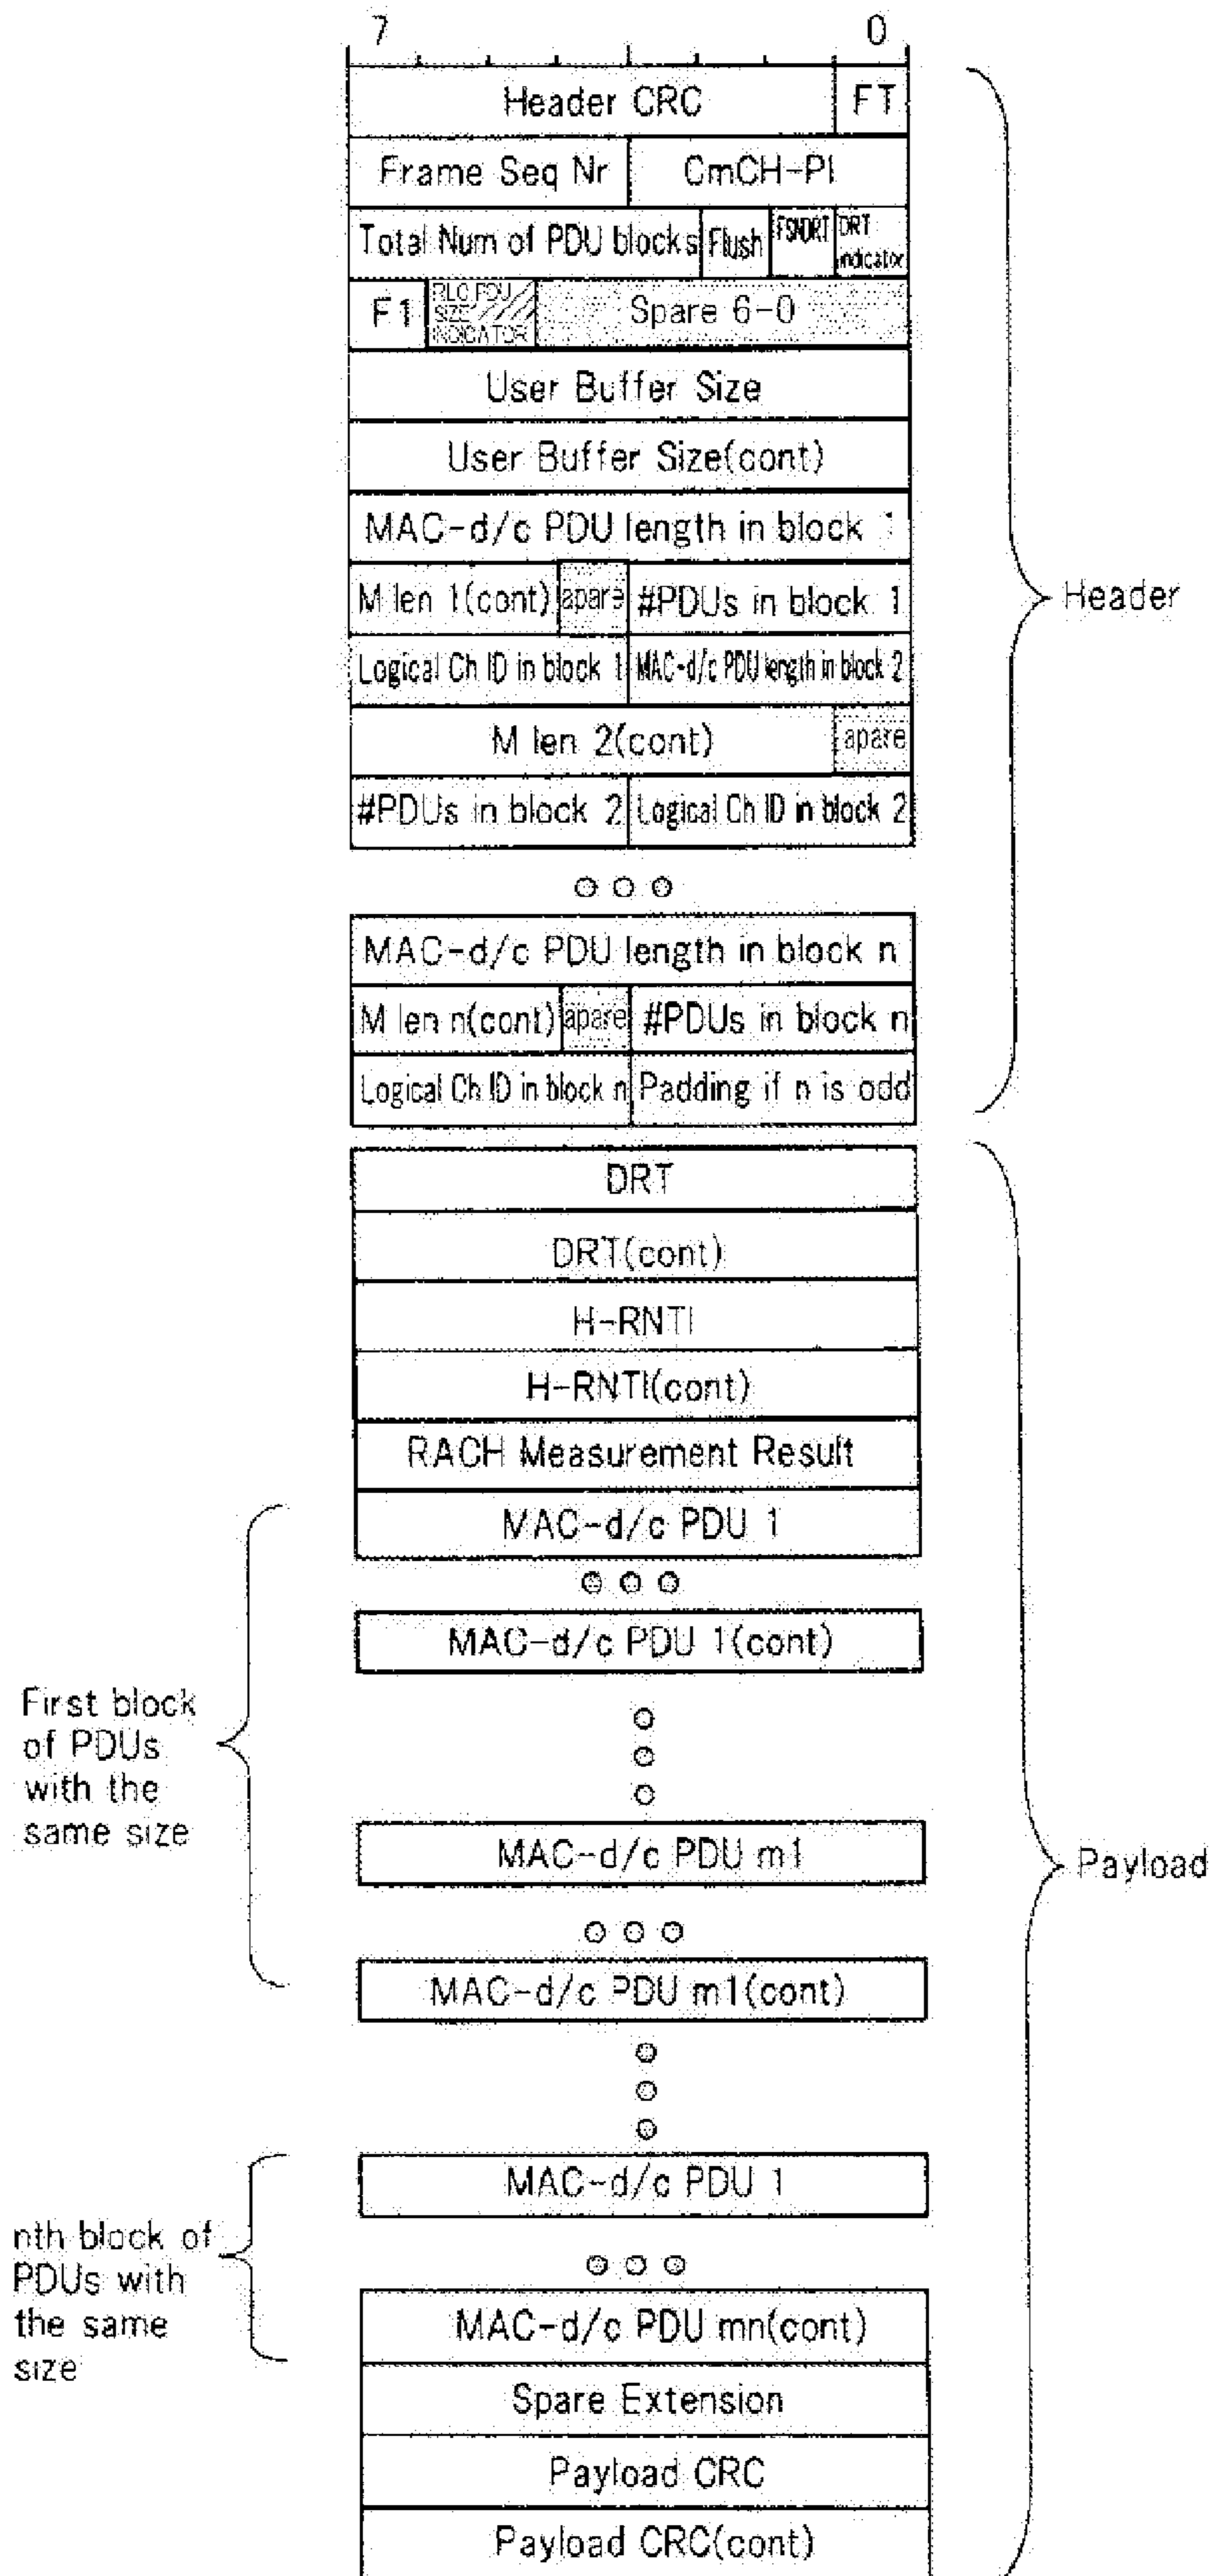 7 0
Header CRC FT
Frame Seq Nr CmCH-PI
Total Num of PDU blocks Flush FSNDRT DRT indicator
F1 RLC PDU SIZE INDICATOR Spare 6-0
User Buffer Size
User Buffer Size(cont)
MAC-d/c PDU length in block 1
M len 1(cont) apare #PDUs in block 1
Logical Ch ID in block 1 MAC-d/c PDU length in block 2
M len 2(cont) apare
#PDUs in block 2 Logical Ch ID in block 2
MAC-d/c PDU length in block n
M len n(cont) apare #PDUs in block n
Logical Ch ID in block n Padding if n is odd
Header
DRT
DRT(cont)
H-RNTI
H-RNTI(cont)
RACH Measurement Result
MAC-d/c PDU 1
MAC-d/c PDU 1(cont)
First block
of PDUs
with the
same size
MAC-d/c PDU m1
Payload
MAC-d/c PDU m1(cont)
MAC-d/c PDU 1
nth block of
PDUs with
the same
size
MAC-d/c PDU mn(cont)
Spare Extension
Payload CRC
Payload CRC(cont)